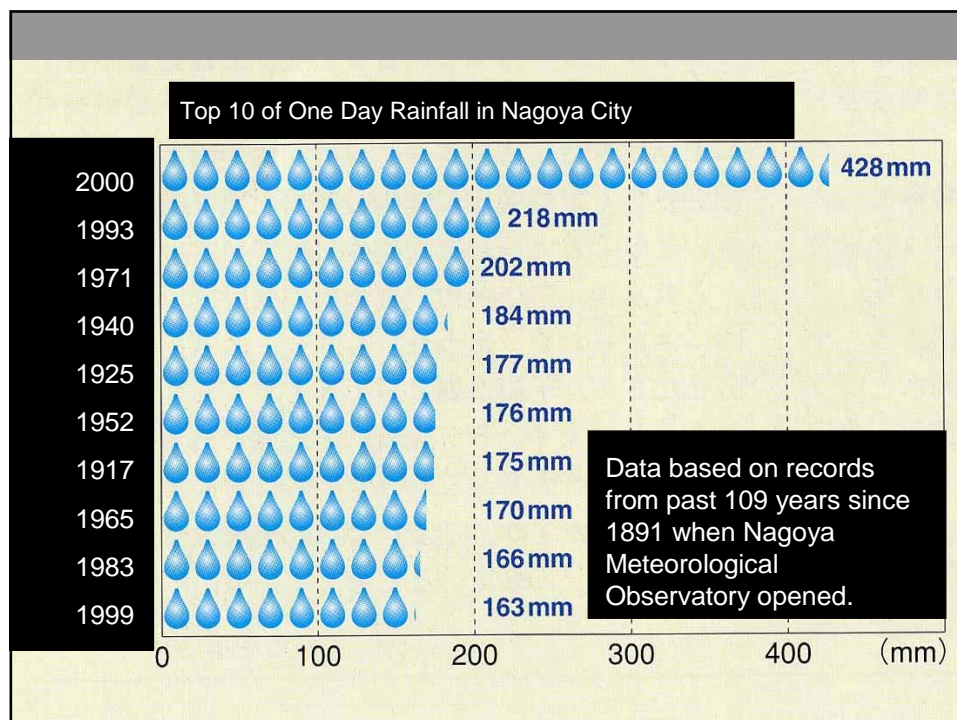 Top 10 of One Day Rainfall in Nagoya City
2000 428mm
1993 218mm
1971 202mm
1940 184mm
1925 177mm
1952 176mm
1917 175mm
1965 170mm
1983 166mm
1999 163mm
Data based on records
from past 109 years since
1891 when Nagoya
Meteorological
Observatory opened.
0 100 200 300 400 (mm)